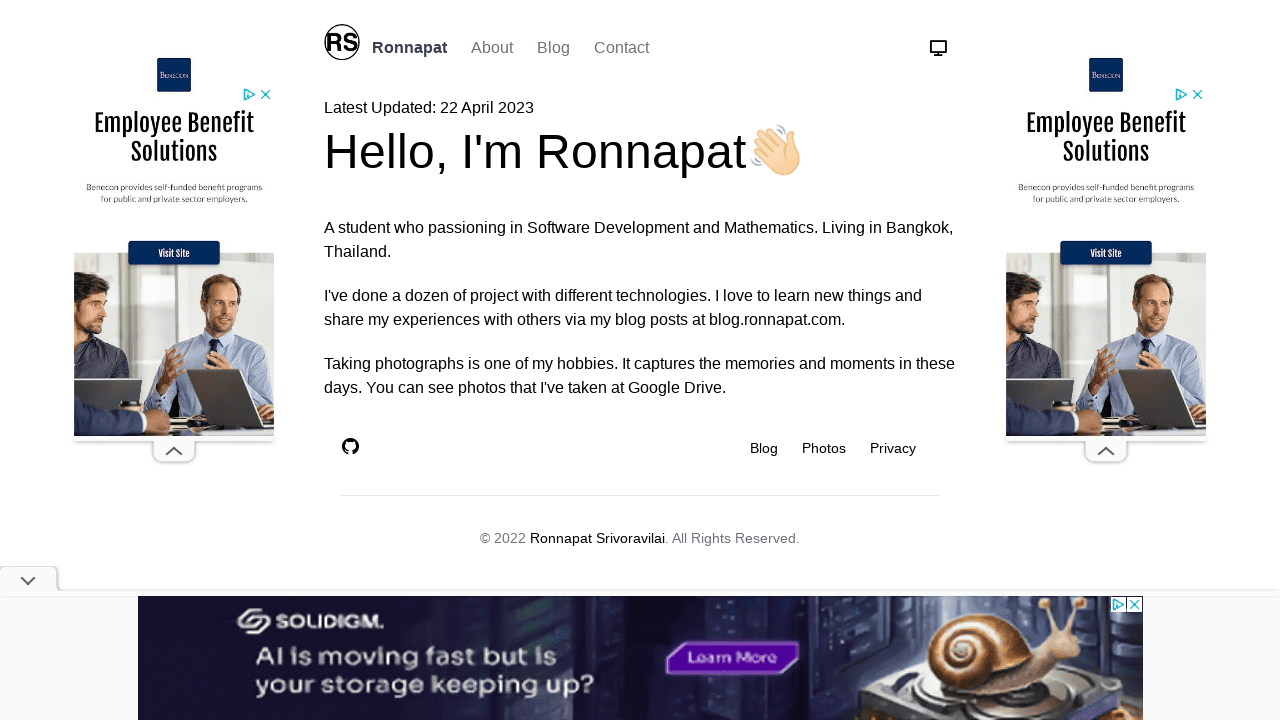 RS
Ronnapat About Blog Contact
Latest Updated: 22 April 2023
Hello, I'm Ronnapat
A student who passioning in Software Development and Mathematics. Living in Bangkok,
Thailand.
I've done a dozen of project with different technologies. I love to learn new things and
share my experiences with others via my blog posts at blog.ronnapat.com.
Taking photographs is one of my hobbies. It captures the memories and moments in these
days. You can see photos that I've taken at Google Drive.
Blog Photos Privacy
© 2022 Ronnapat Srivoravilai. All Rights Reserved.
BENECON
Employee Benefit
Solutions
Benecon provides self-funded benefit programs
for public and private sector employers.
Visit Site
BENECON
Employee Benefit
Solutions
Benecon provides self-funded benefit programs
for public and private sector employers.
Visit Site
SOLIDIGM.
AI is moving fast but is
your storage keeping up?
Learn More